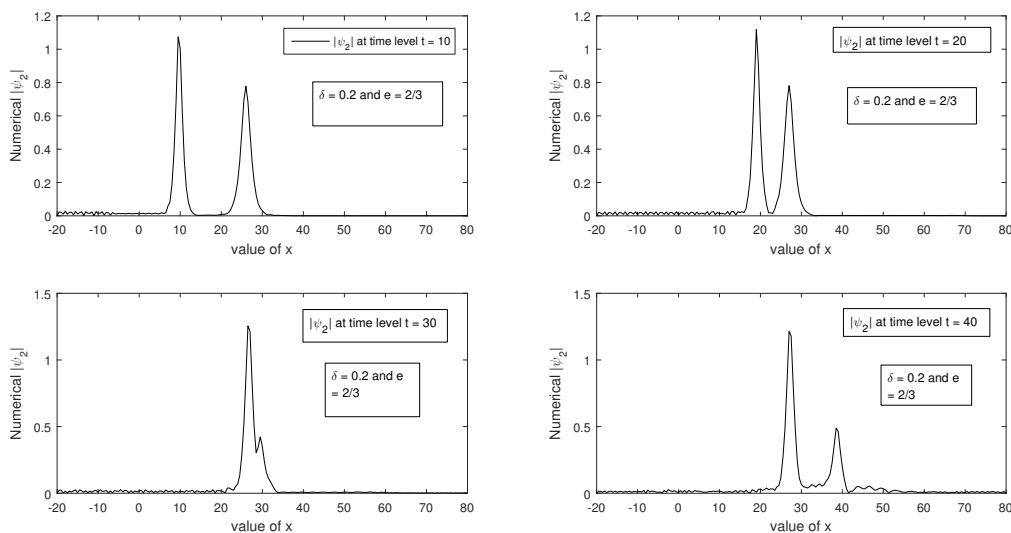 1.2
1
0.8
0.6
0.4
0.2
0
Numerical |ψ2|
|ψ2| at time level t = 10
δ = 0.2 and e = 2/3
-20 -10 0 10 20 30 40 50 60 70 80
value of x
1.2
1
0.8
0.6
0.4
0.2
0
Numerical |ψ2|
|ψ2| at time level t = 20
δ = 0.2 and e = 2/3
-20 -10 0 10 20 30 40 50 60 70 80
value of x
1.5
1
0.5
0
Numerical |ψ2|
|ψ2| at time level t = 30
δ = 0.2 and e
= 2/3
-20 -10 0 10 20 30 40 50 60 70 80
value of x
1.5
1
0.5
0
Numerical |ψ2|
|ψ2| at time level t = 40
δ = 0.2 and e
= 2/3
-20 -10 0 10 20 30 40 50 60 70 80
value of x